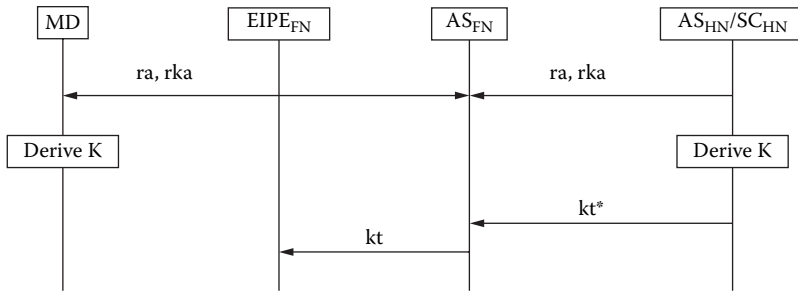 MD
EIPE_FN
AS_FN
AS_HN/SC_HN
ra, rka
ra, rka
Derive K
Derive K
kt*
kt